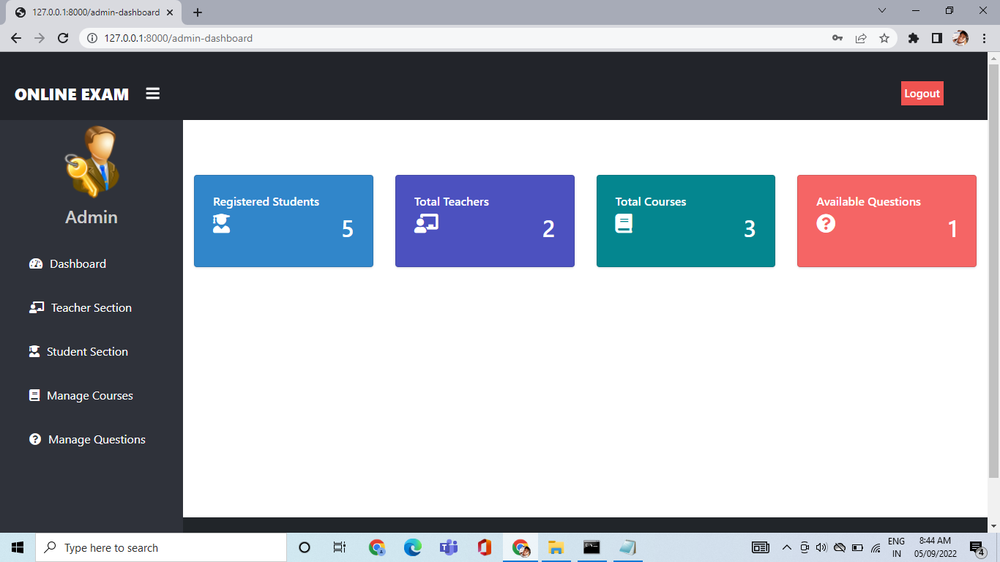 127.0.0.1:8000/admin-dashboard
127.0.0.1:8000/admin-dashboard
ONLINE EXAM
Logout
Admin
Dashboard
Teacher Section
Student Section
Manage Courses
Manage Questions
Registered Students
5
Total Teachers
2
Total Courses
3
Available Questions
1
Type here to search
ENG
IN
8:44 AM
05/09/2022
4